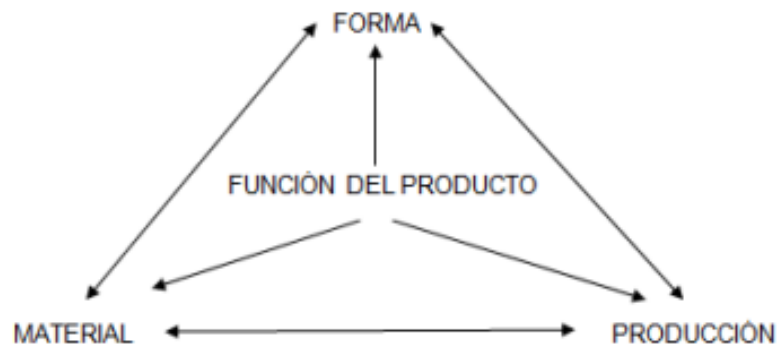 FORMA
FUNCIÓN DEL PRODUCTO
MATERIAL
PRODUCCIÓN